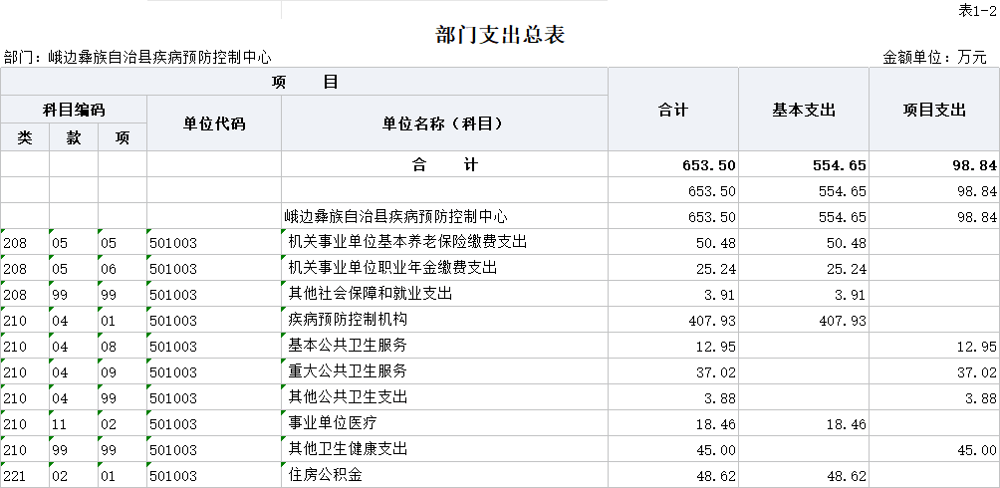 表1-2
部门支出总表
部门：峨边彝族自治县疾病预防控制中心 金额单位：万元
项 目
科目编码 单位代码 单位名称（科目） 合计 基本支出 项目支出
类 款 项
合 计 653.50 554.65 98.84
653.50 554.65 98.84
峨边彝族自治县疾病预防控制中心 653.50 554.65 98.84
208 05 05 501003 机关事业单位基本养老保险缴费支出 50.48 50.48
208 05 06 501003 机关事业单位职业年金缴费支出 25.24 25.24
208 99 99 501003 其他社会保障和就业支出 3.91 3.91
210 04 01 501003 疾病预防控制机构 407.93 407.93
210 04 08 501003 基本公共卫生服务 12.95 12.95
210 04 09 501003 重大公共卫生服务 37.02 37.02
210 04 99 501003 其他公共卫生支出 3.88 3.88
210 11 02 501003 事业单位医疗 18.46 18.46
210 99 99 501003 其他卫生健康支出 45.00 45.00
221 02 01 501003 住房公积金 48.62 48.62